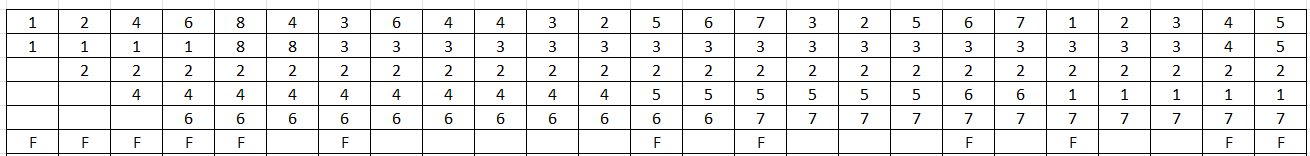 1 2 4 6 8 4 3 6 4 4 3 2 5 6 7 3 2 5 6 7 1 2 3 4 5
1 1 1 1 8 8 3 3 3 3 3 3 3 3 3 3 3 3 3 3 3 3 3 4 5
2 2 2 2 2 2 2 2 2 2 2 2 2 2 2 2 2 2 2 2 2 2 2 2
4 4 4 4 4 4 4 4 4 4 5 5 5 5 5 5 6 6 1 1 1 1 1
6 6 6 6 6 6 6 6 6 6 6 7 7 7 7 7 7 7 7 7 7 7
F F F F F F F F F F F F